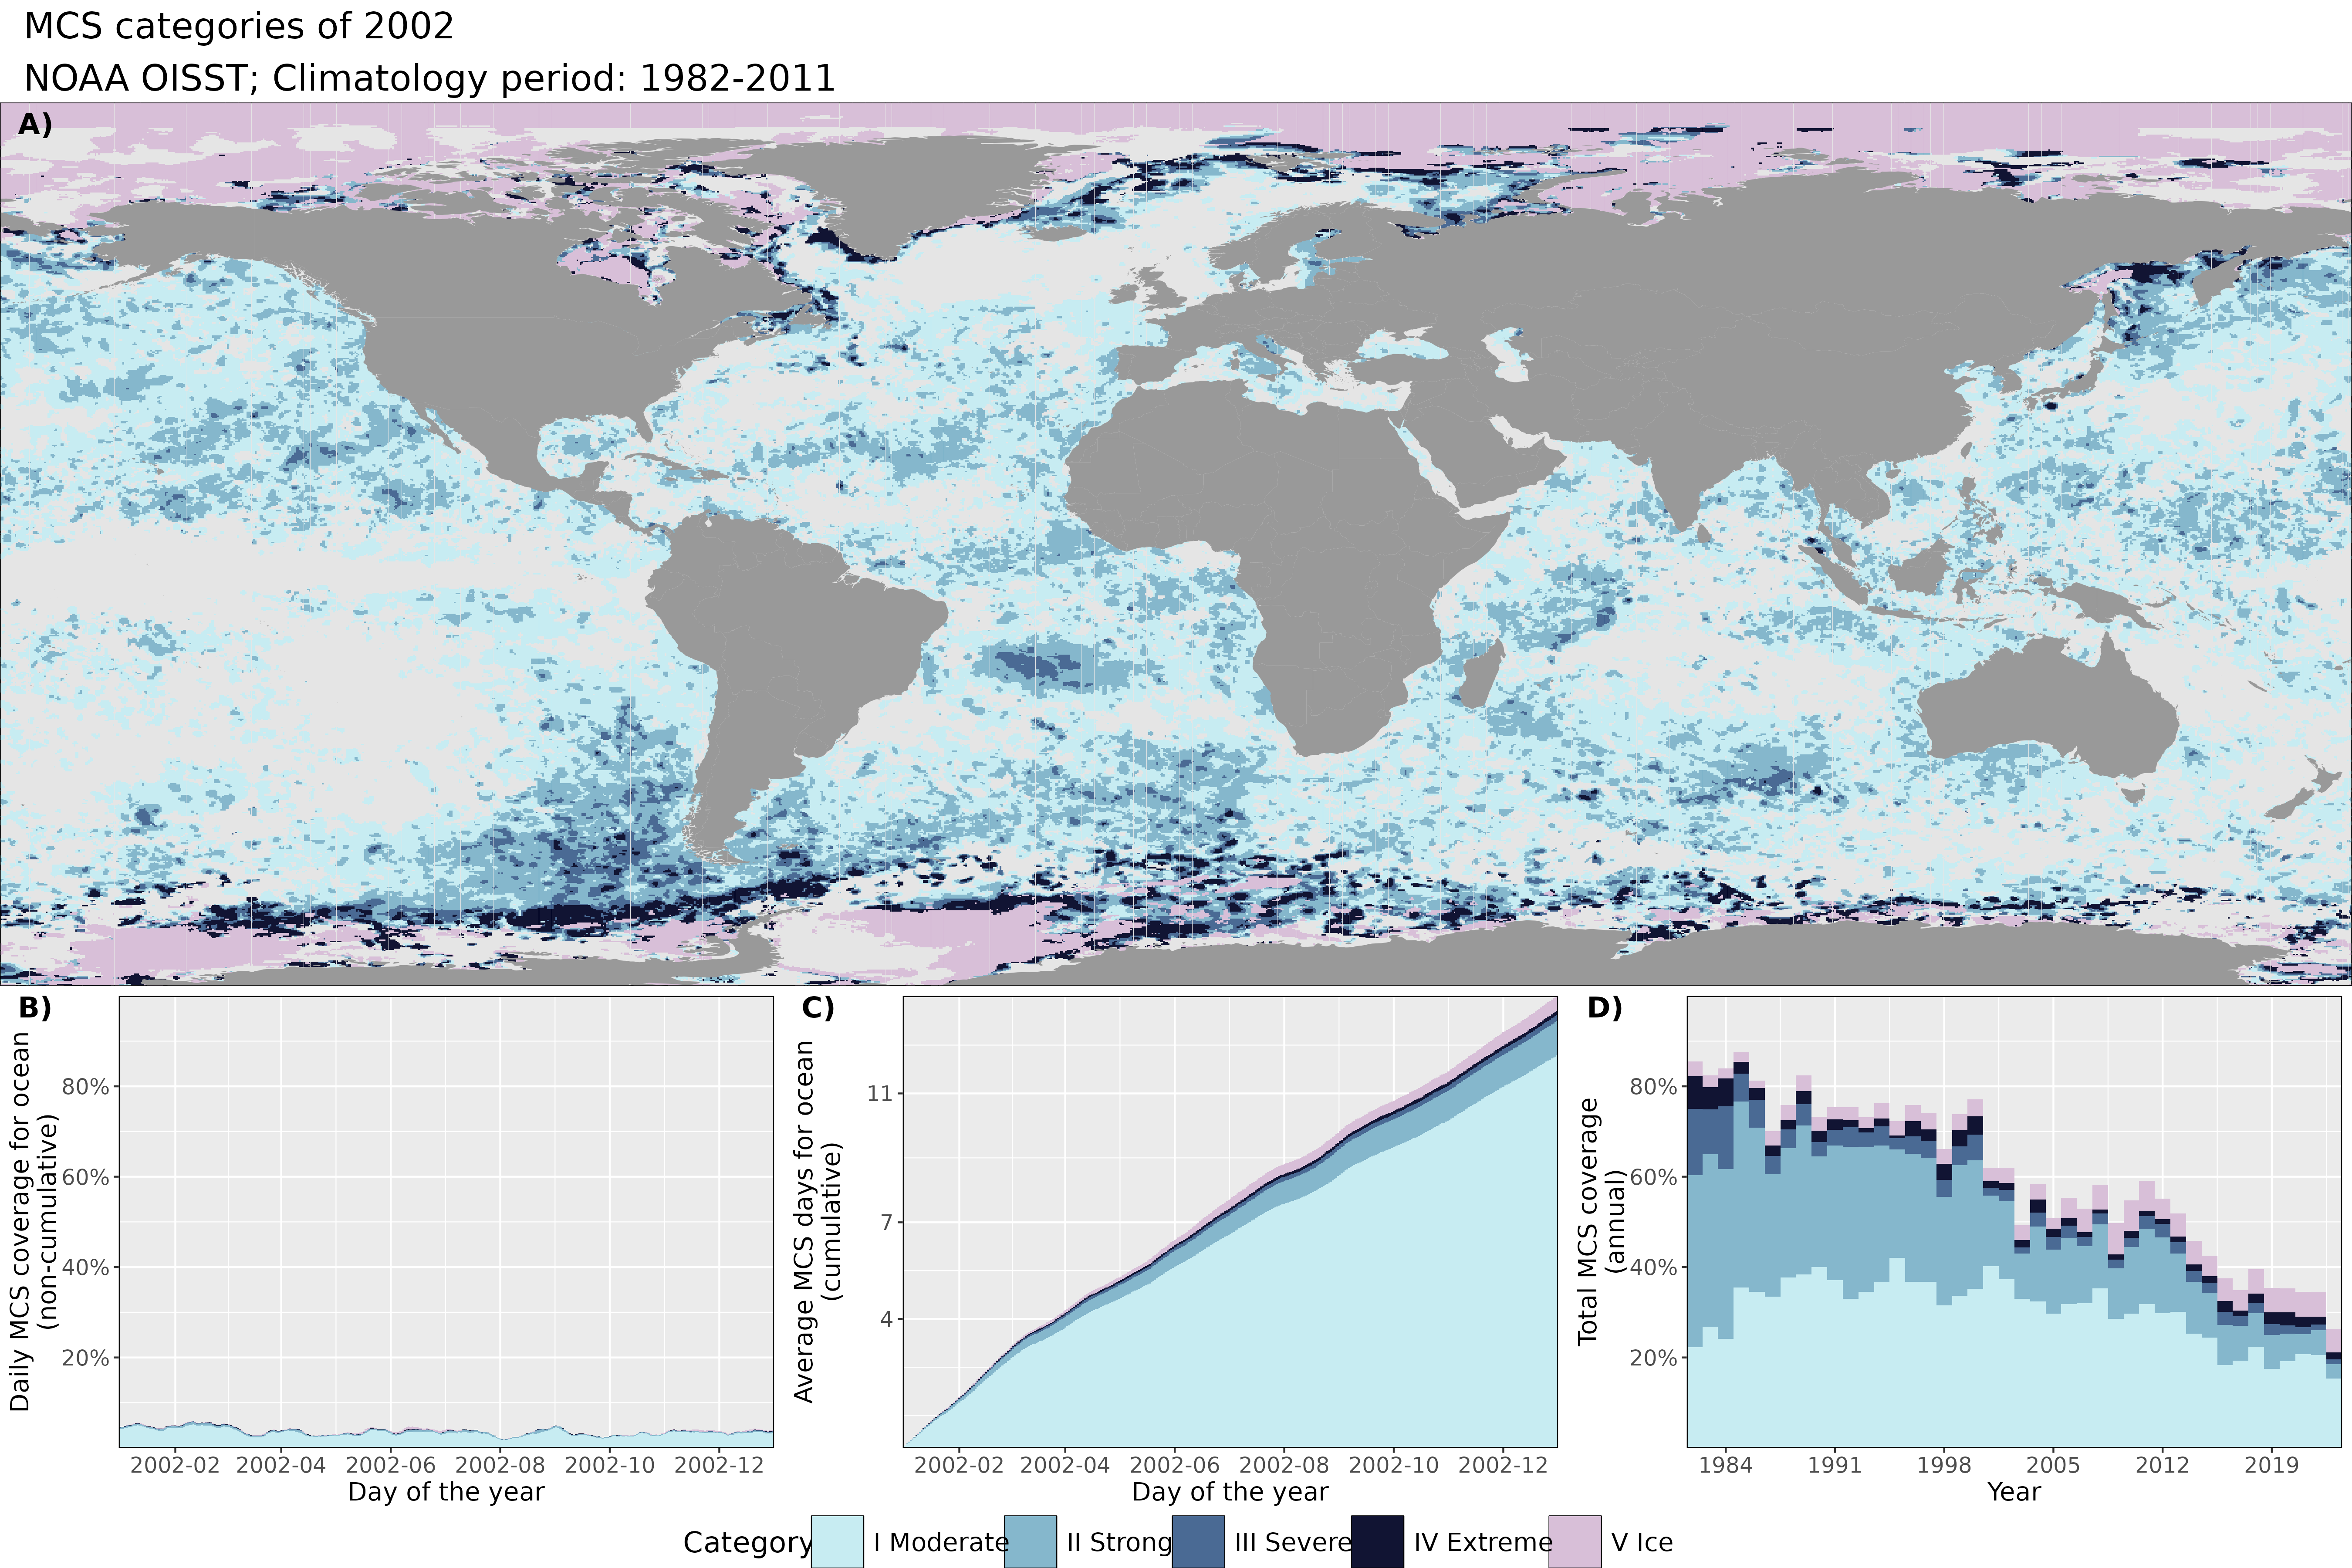 MCS categories of 2002
NOAA OISST; Climatology period: 1982-2011
A)
B)
Daily MCS coverage for ocean
(non-cumulative)
80%
60%
40%
20%
2002-02 2002-04 2002-06 2002-08 2002-10 2002-12
Day of the year
C)
Average MCS days for ocean
(cumulative)
11
7
4
2002-02 2002-04 2002-06 2002-08 2002-10 2002-12
Day of the year
D)
Total MCS coverage
(annual)
80%
60%
40%
20%
1984 1991 1998 2005 2012 2019
Year
Category I Moderate II Strong III Severe IV Extreme V Ice